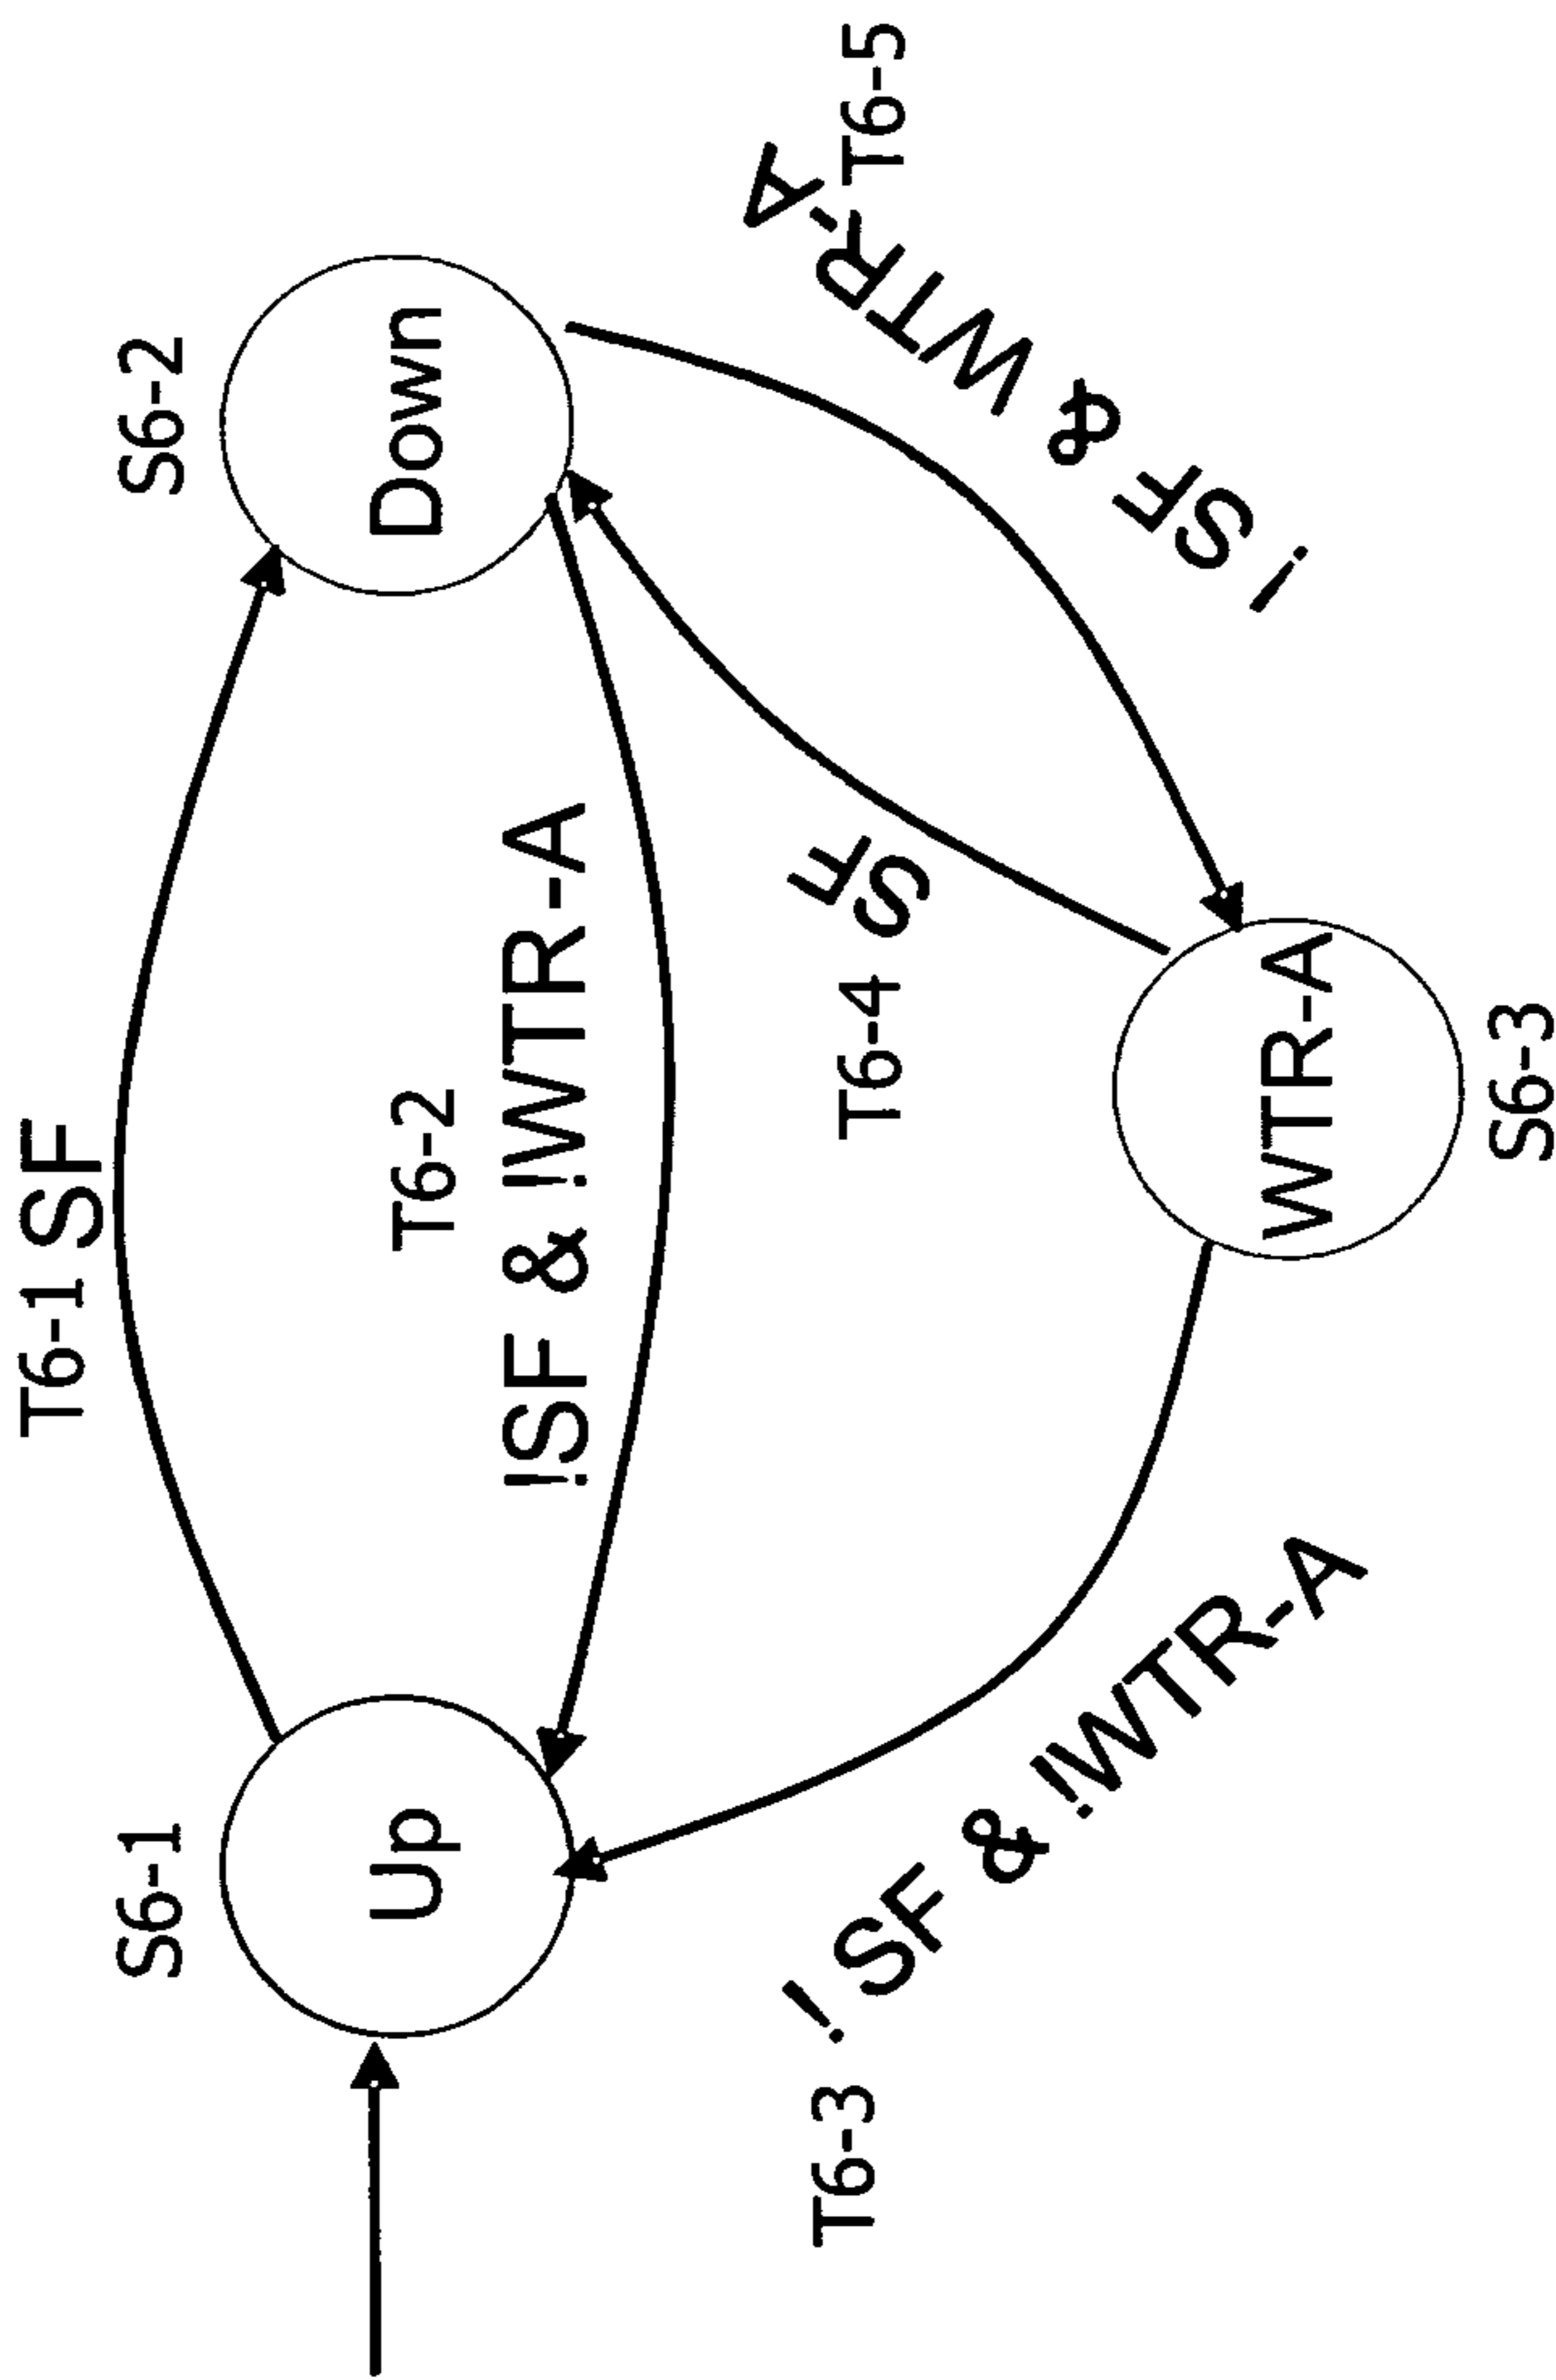 T6-1 SF
S6-1
S6-2
Up
Down
T6-2
!SF & !WTR-A
T6-3 ! SF & !WTR-A
T6-4
SF
! SF & WTR-A
T6-5
WTR-A
S6-3